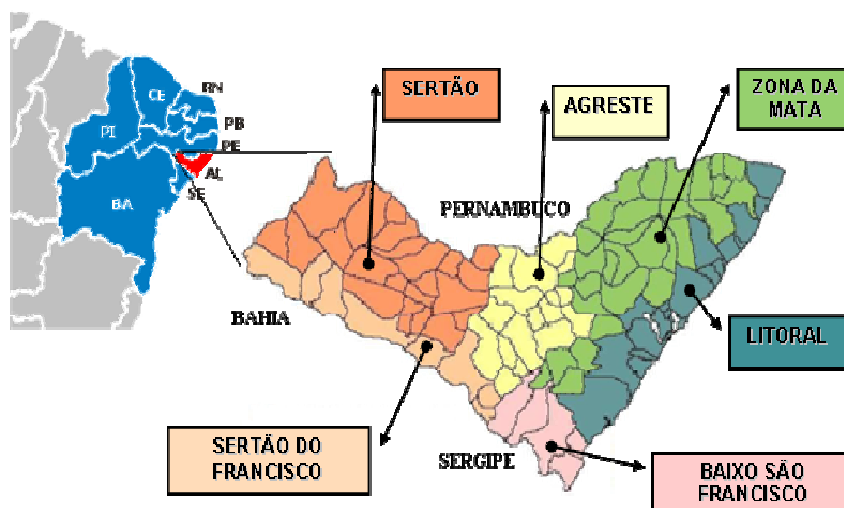 RN
CE
PI
PB
PE
AL
SE
BA
SERTÃO
AGRESTE
ZONA DA
MATA
PERNAMBUCO
BAHIA
LITORAL
SERTÃO DO
FRANCISCO
SERGIPE
BAIXO SÃO
FRANCISCO